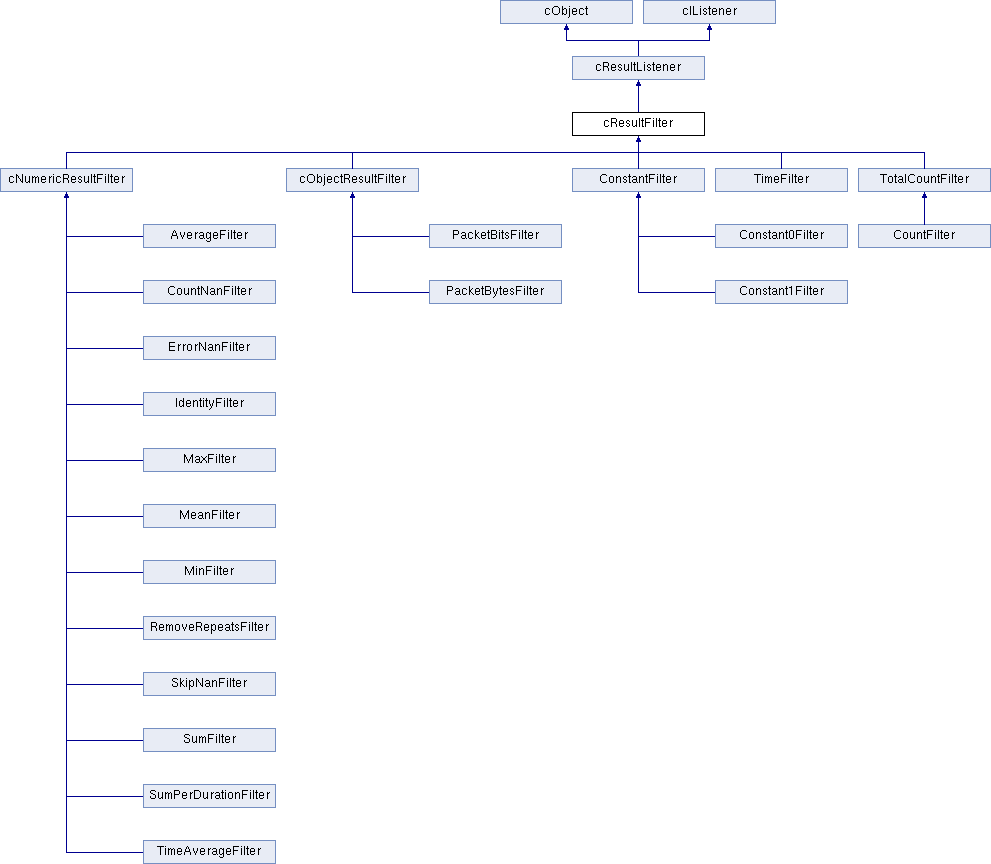 cObject
cIListener
cResultListener
cResultFilter
cNumericResultFilter
cObjectResultFilter
ConstantFilter
TimeFilter
TotalCountFilter
AverageFilter
PacketBitsFilter
Constant0Filter
CountFilter
CountNanFilter
PacketBytesFilter
Constant1Filter
ErrorNanFilter
IdentityFilter
MaxFilter
MeanFilter
MinFilter
RemoveRepeatsFilter
SkipNanFilter
SumFilter
SumPerDurationFilter
TimeAverageFilter